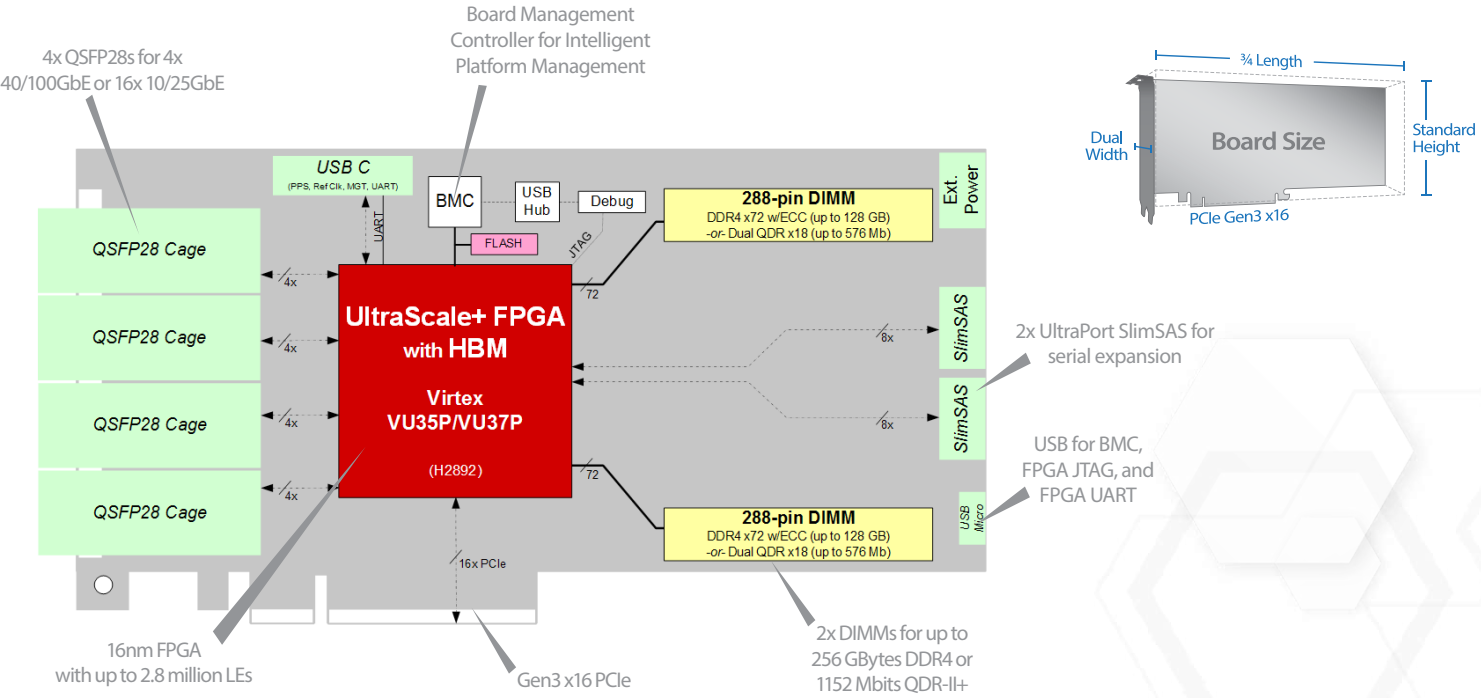 4x QSFP28s for 4x
40/100GbE or 16x 10/25GbE
Board Management
Controller for Intelligent
Platform Management
¾ Length
Board Size
Dual
Width
Standard
Height
PCIe Gen3 x16
USB C
(PPS, Ref Clk, MGT, UART)
UART
BMC
USB
Hub
Debug
FLASH
JTAG
288-pin DIMM
DDR4 x72 w/ECC (up to 128 GB)
-or- Dual QDR x18 (up to 576 Mb)
Ext.
Power
QSFP28 Cage
4x
QSFP28 Cage
4x
QSFP28 Cage
4x
QSFP28 Cage
4x
UltraScale+ FPGA
with HBM
Virtex
VU35P/VU37P
(H2892)
72
72
8x
8x
SlimSAS
SlimSAS
2x UltraPort SlimSAS for
serial expansion
USB for BMC,
FPGA JTAG, and
FPGA UART
USB
Micro
288-pin DIMM
DDR4 x72 w/ECC (up to 128 GB)
-or- Dual QDR x18 (up to 576 Mb)
16x PCIe
16nm FPGA
with up to 2.8 million LEs
Gen3 x16 PCIe
2x DIMMs for up to
256 GBytes DDR4 or
1152 Mbits QDR-II+